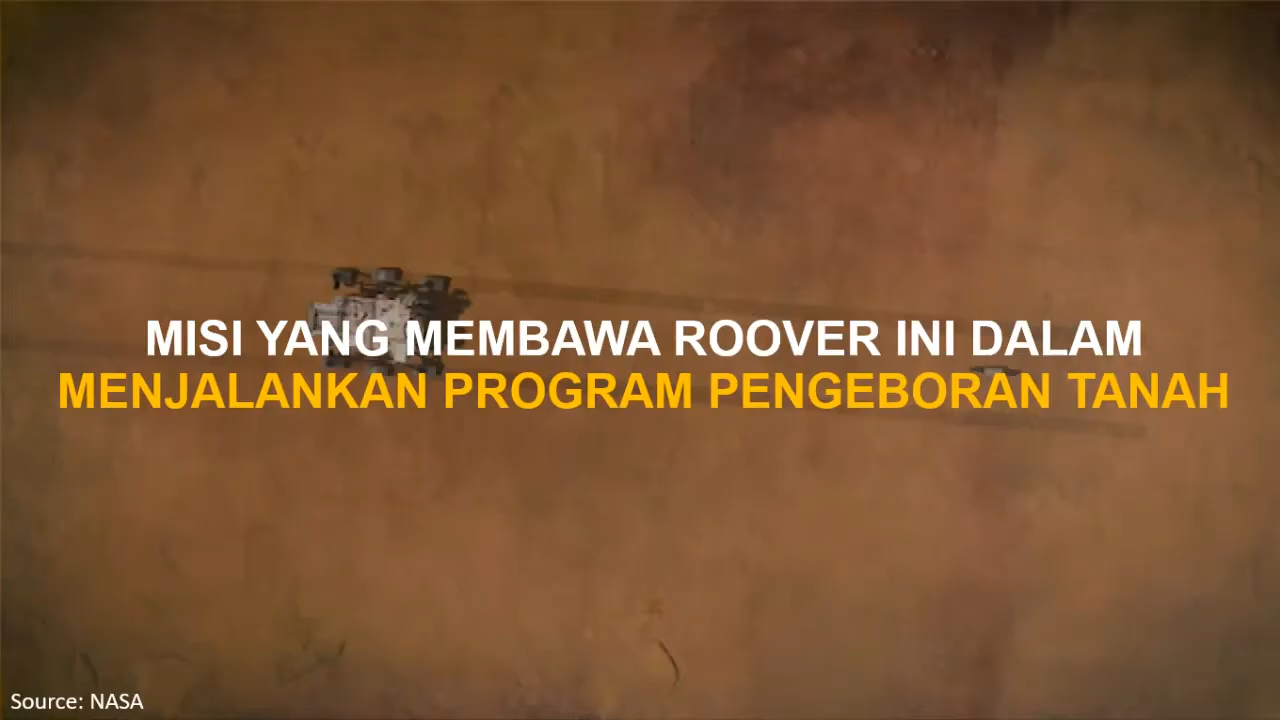 MISI YANG MEMBAWA ROOVER INI DALAM
MENJALANKAN PROGRAM PENGEBORAN TANAH
Source: NASA